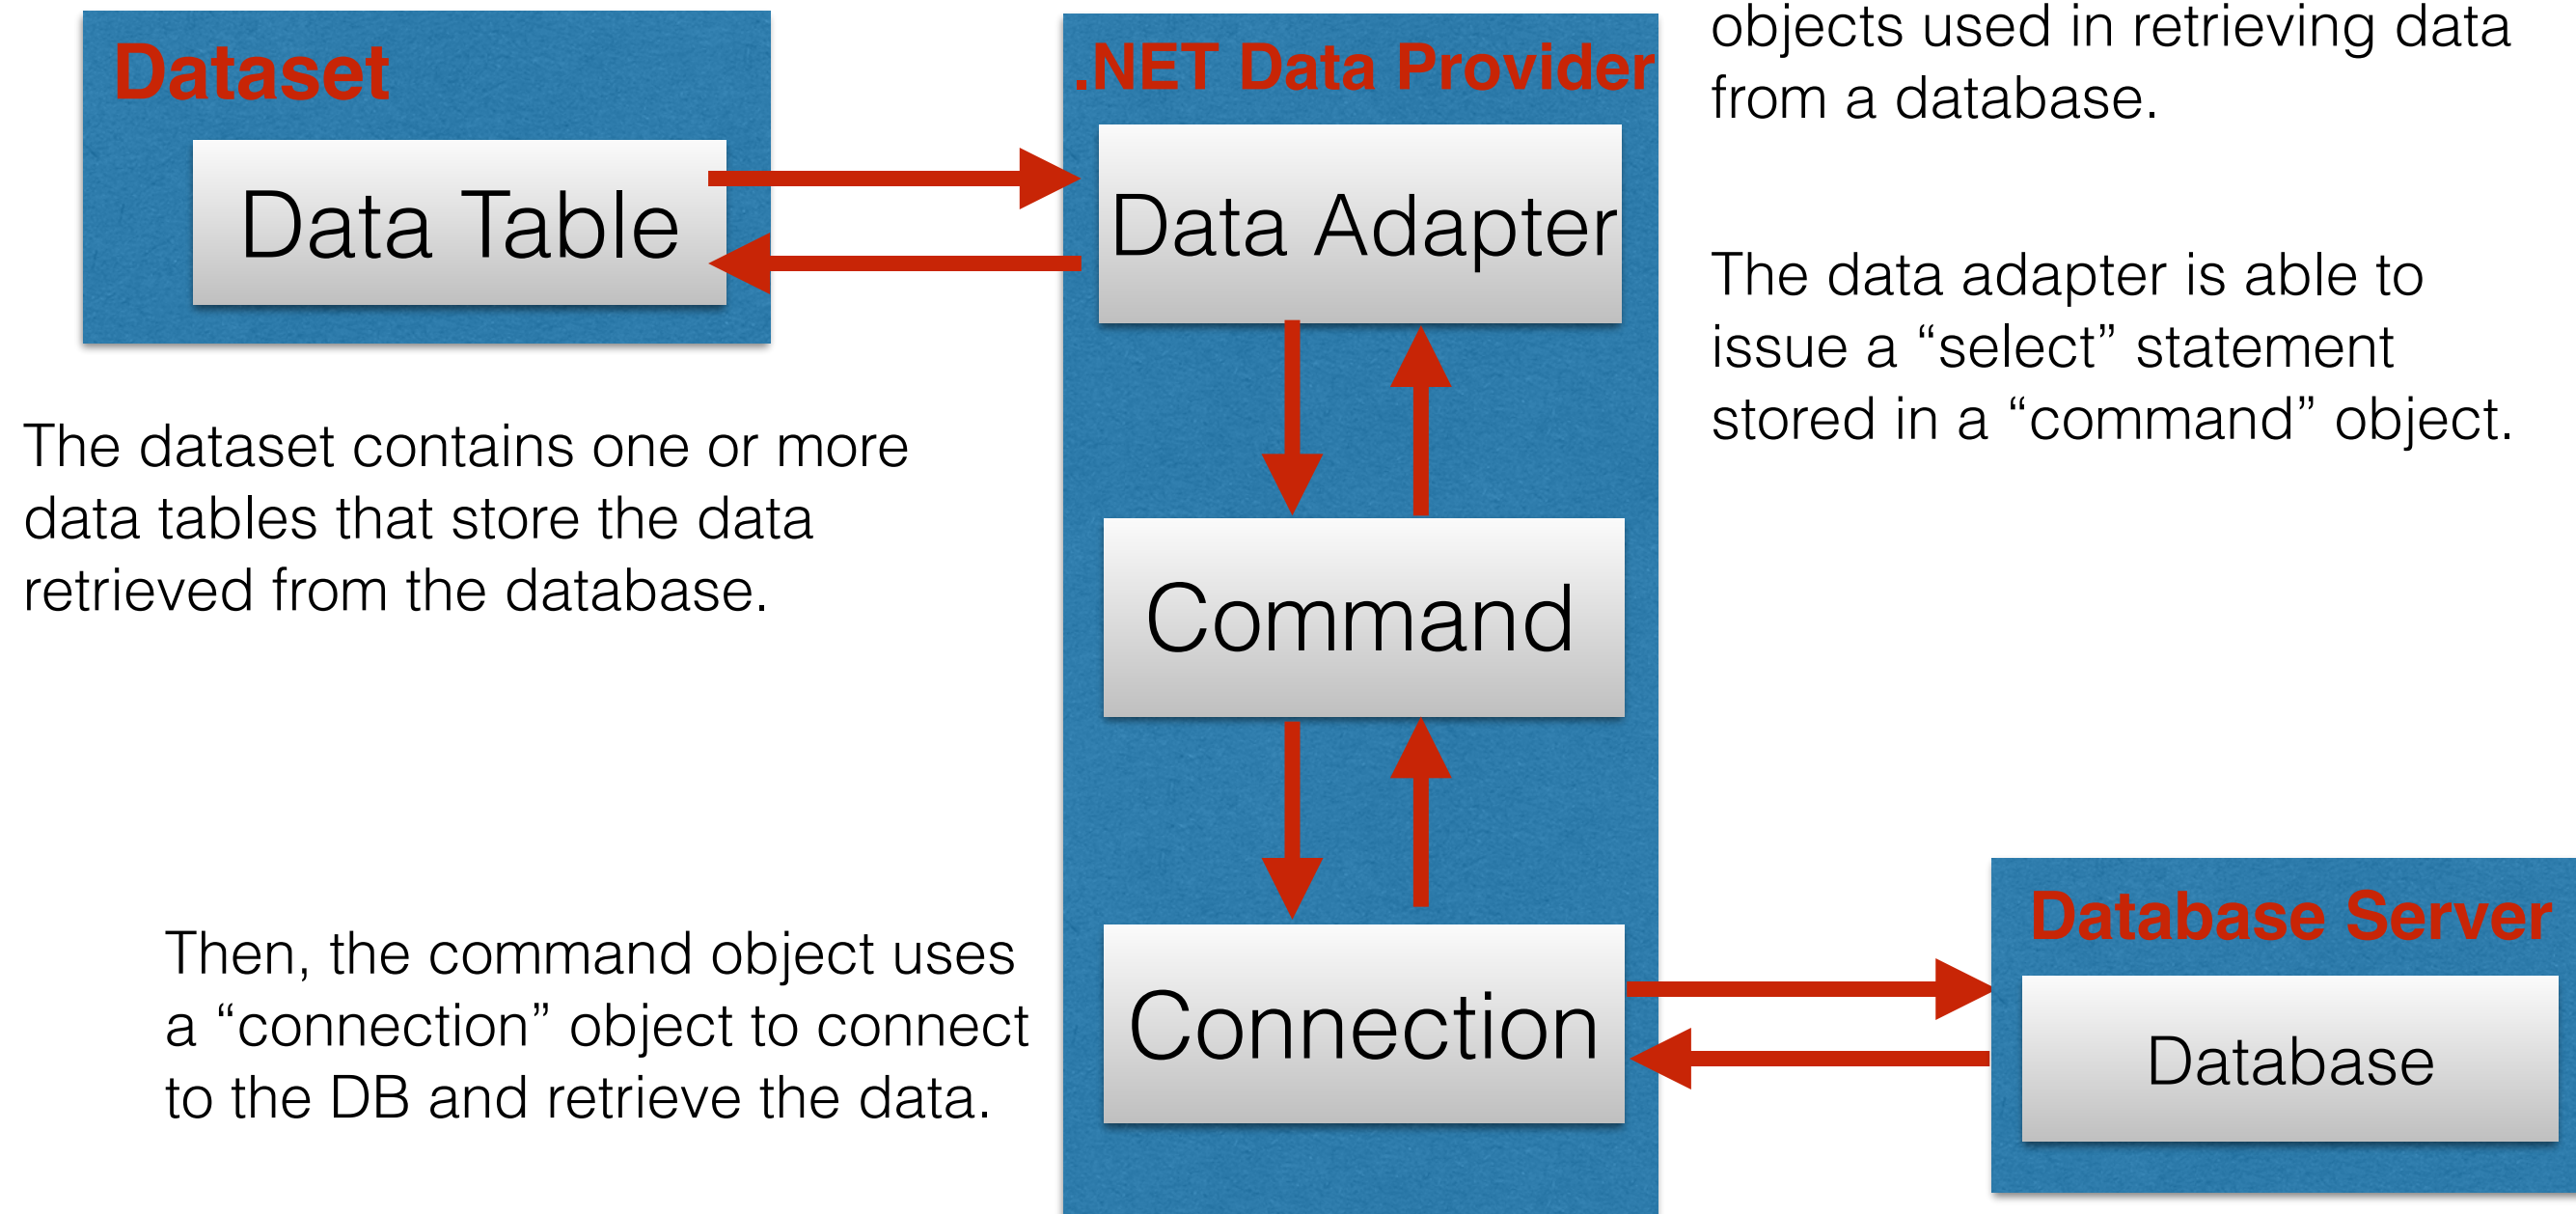 Dataset
Data Table
The dataset contains one or more
data tables that store the data
retrieved from the database.
Then, the command object uses
a “connection” object to connect
to the DB and retrieve the data.
.NET Data Provider
Data Adapter
Command
Connection
objects used in retrieving data
from a database.
The data adapter is able to
issue a “select” statement
stored in a “command” object.
Database Server
Database